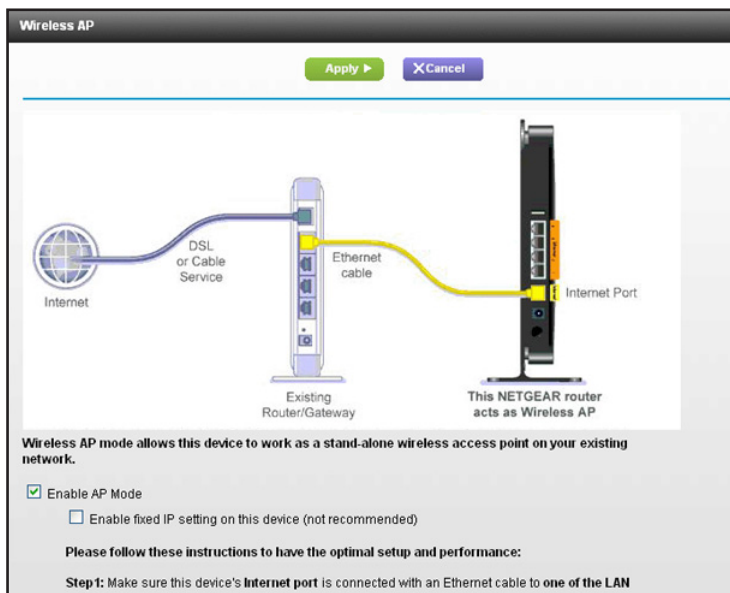 Wireless AP
Apply ►
X Cancel
DSL
or Cable
Service
Ethernet
cable
Internet
Internet Port
Existing
Router/Gateway
This NETGEAR router
acts as Wireless AP
Wireless AP mode allows this device to work as a stand-alone wireless access point on your existing
network.
Enable AP Mode
Enable fixed IP setting on this device (not recommended)
Please follow these instructions to have the optimal setup and performance:
Step1: Make sure this device's Internet port is connected with an Ethernet cable to one of the LAN